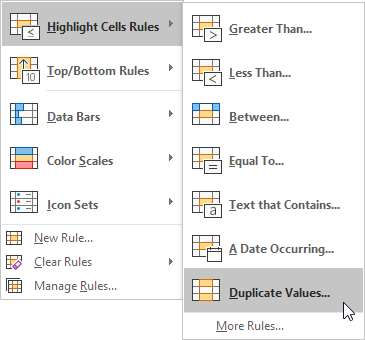 Highlight Cells Rules
Top/Bottom Rules
10
Data Bars
Color Scales
Icon Sets
New Rule...
Clear Rules
Manage Rules...
Greater Than...
Less Than...
Between...
Equal To...
Text that Contains...
a
A Date Occurring...
Duplicate Values...
More Rules...